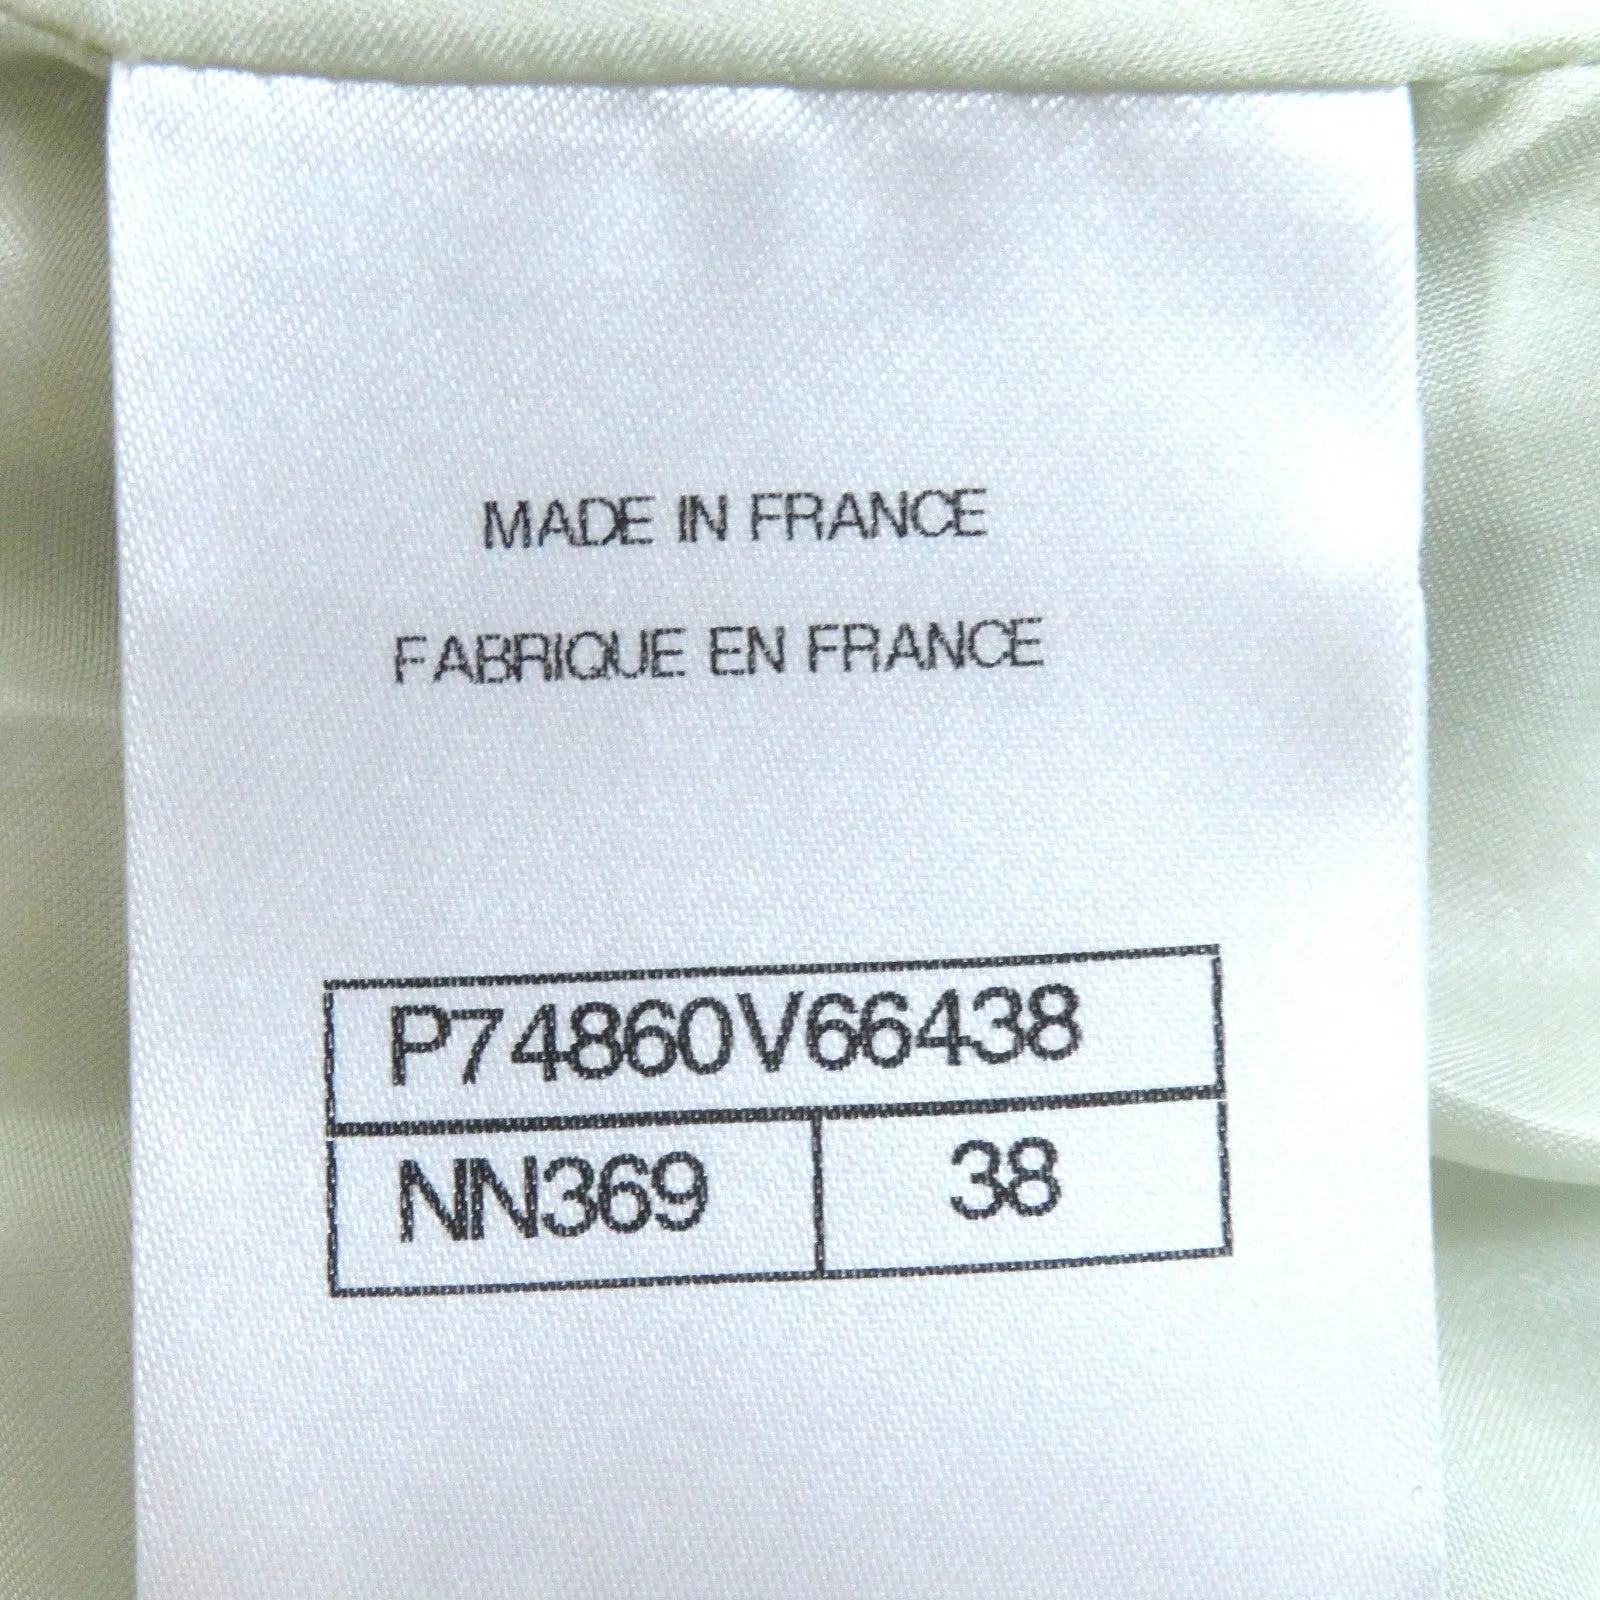 MADE IN FRANCE
FABRIQUE EN FRANCE
P74860V66438
NN369 38